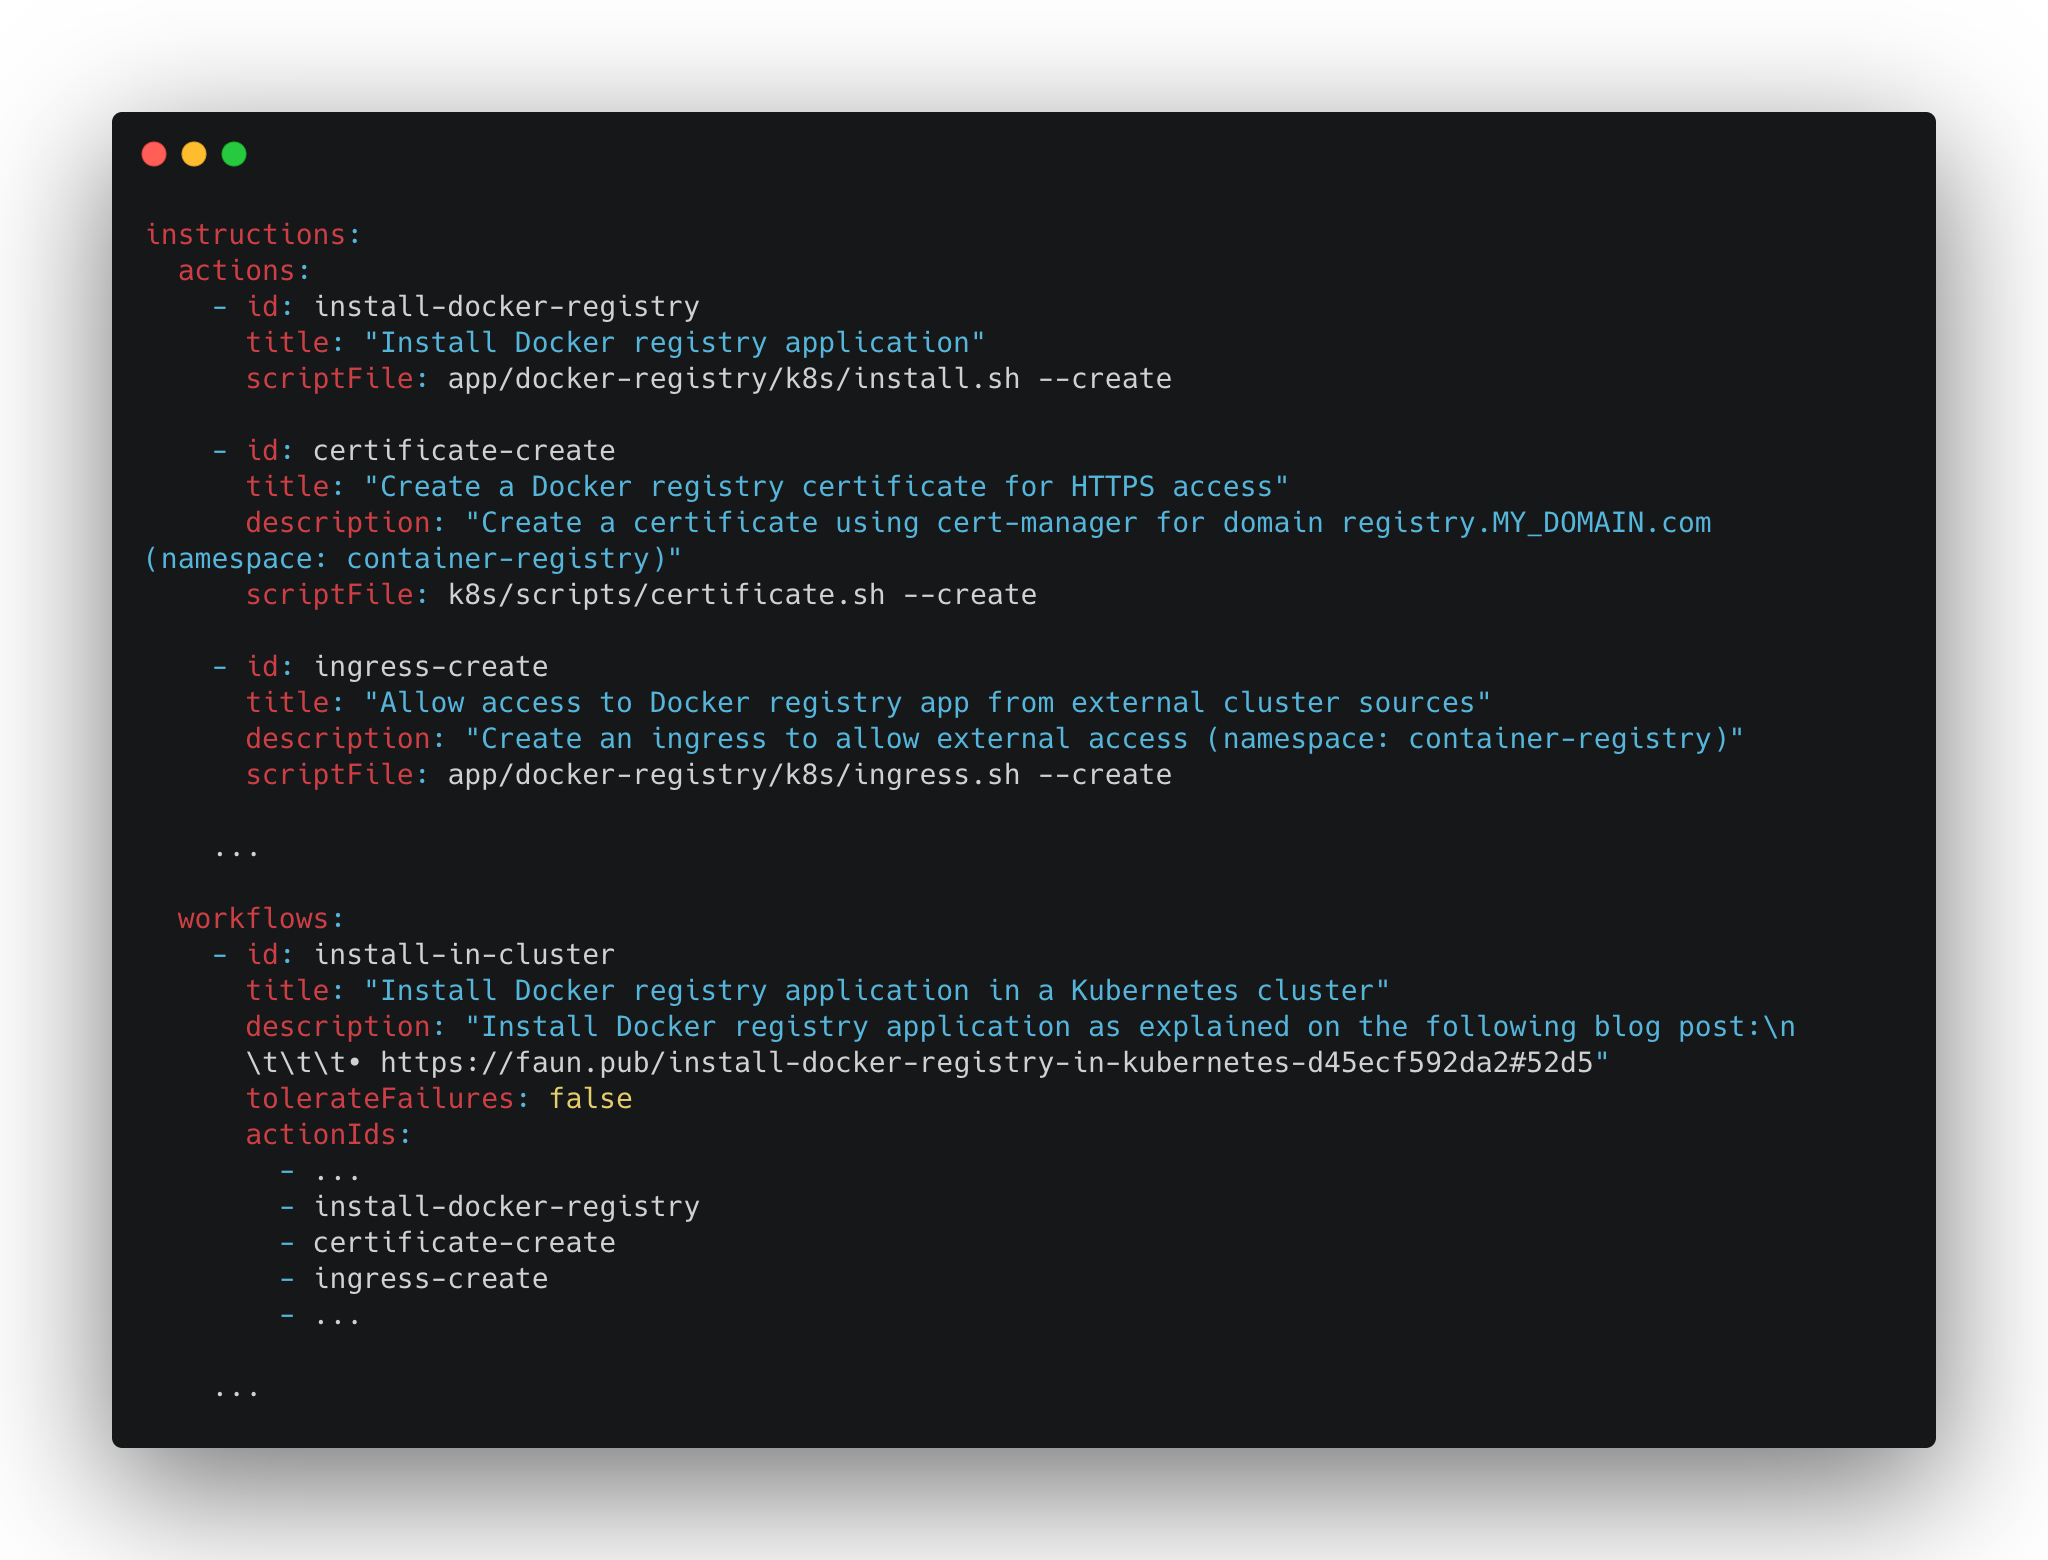 instructions:
  actions:
    - id: install-docker-registry
      title: "Install Docker registry application"
      scriptFile: app/docker-registry/k8s/install.sh --create

    - id: certificate-create
      title: "Create a Docker registry certificate for HTTPS access"
      description: "Create a certificate using cert-manager for domain registry.MY_DOMAIN.com
(namespace: container-registry)"
      scriptFile: k8s/scripts/certificate.sh --create

    - id: ingress-create
      title: "Allow access to Docker registry app from external cluster sources"
      description: "Create an ingress to allow external access (namespace: container-registry)"
      scriptFile: app/docker-registry/k8s/ingress.sh --create

    ...

  workflows:
    - id: install-in-cluster
      title: "Install Docker registry application in a Kubernetes cluster"
      description: "Install Docker registry application as explained on the following blog post:\n
      \t\t\t• https://faun.pub/install-docker-registry-in-kubernetes-d45ecf592da2#52d5"
      tolerateFailures: false
      actionIds:
        - ...
        - install-docker-registry
        - certificate-create
        - ingress-create
        - ...

    ...